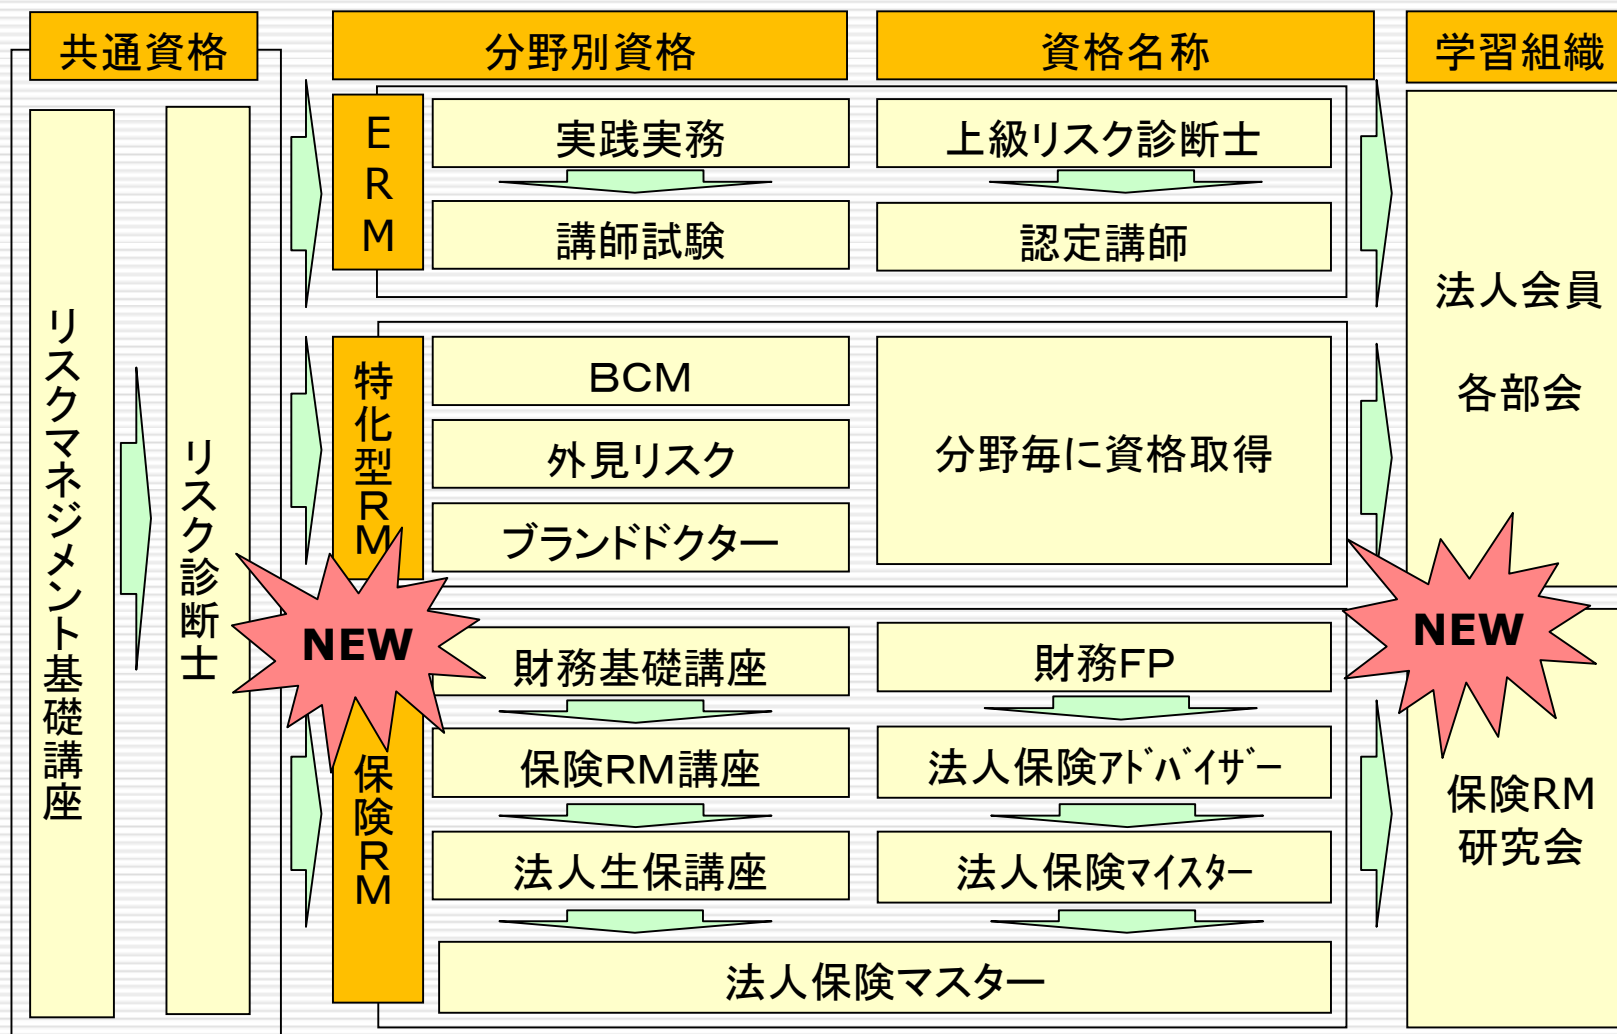 共通資格
分野別資格
資格名称
学習組織
リスクマネジメント基礎講座
リスク診断士
ERM
実践実務
上級リスク診断士
講師試験
認定講師
特化型RM
BCM
外見リスク
ブランドドクター
分野毎に資格取得
法人会員
各部会
NEW
NEW
保険RM
財務基礎講座
財務FP
保険RM講座
法人保険ｱﾄﾞﾊﾞｲｻﾞｰ
法人生保講座
法人保険ﾏｲｽﾀｰ
法人保険マスター
保険RM
研究会